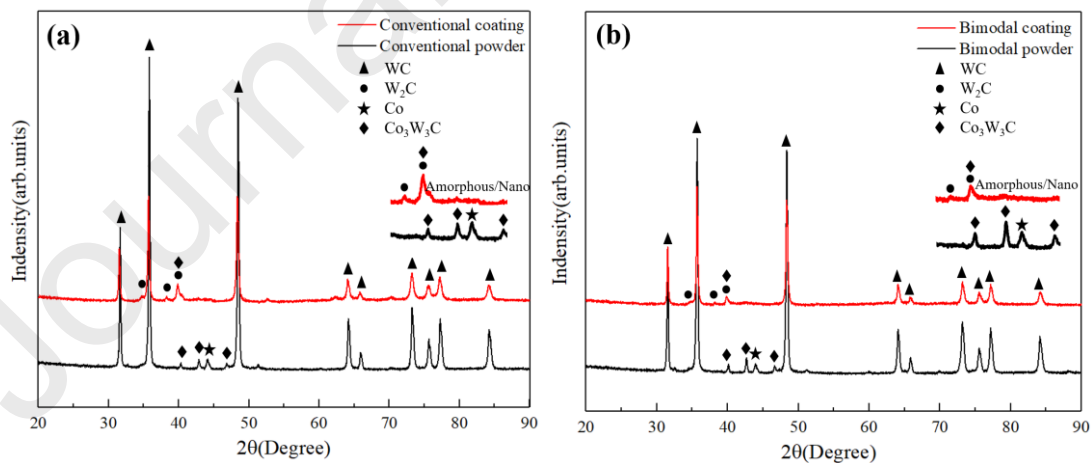 Journal
(a)
Conventional coating
Conventional powder
WC
W₂C
Co
Co₃W₃C
Amorphous/Nano
Indensity(arb.units)
20 30 40 50 60 70 80 90
2θ(Degree)
(b)
Bimodal coating
Bimodal powder
WC
W₂C
Co
Co₃W₃C
Amorphous/Nano
Indensity(arb.units)
20 30 40 50 60 70 80 90
2θ(Degree)